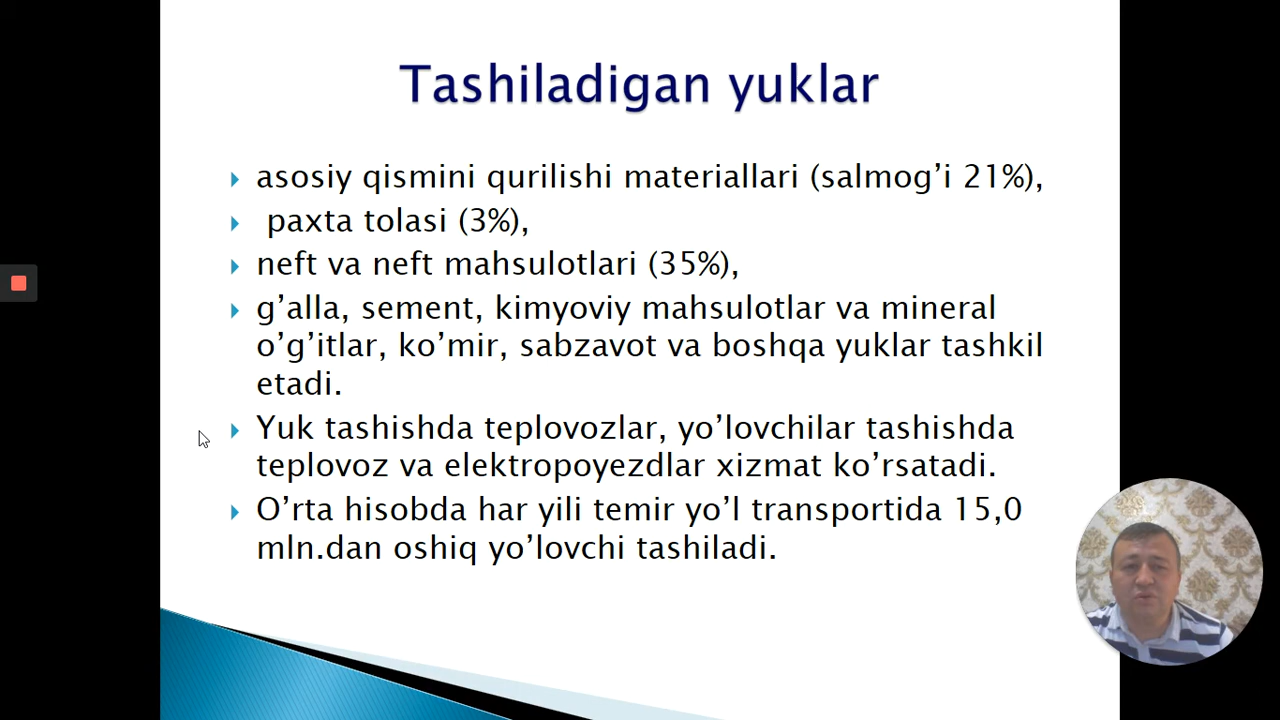 Tashiladigan yuklar
asosiy qismini qurilishi materiallari (salmog’i 21%),
paxta tolasi (3%),
neft va neft mahsulotlari (35%),
g’alla, sement, kimyoviy mahsulotlar va mineral
o’g’itlar, ko’mir, sabzavot va boshqa yuklar tashkil
etadi.
Yuk tashishda teplovozlar, yo’lovchilar tashishda
teplovoz va elektropoyezdlar xizmat ko’rsatadi.
O’rta hisobda har yili temir yo’l transportida 15,0
mln.dan oshiq yo’lovchi tashiladi.